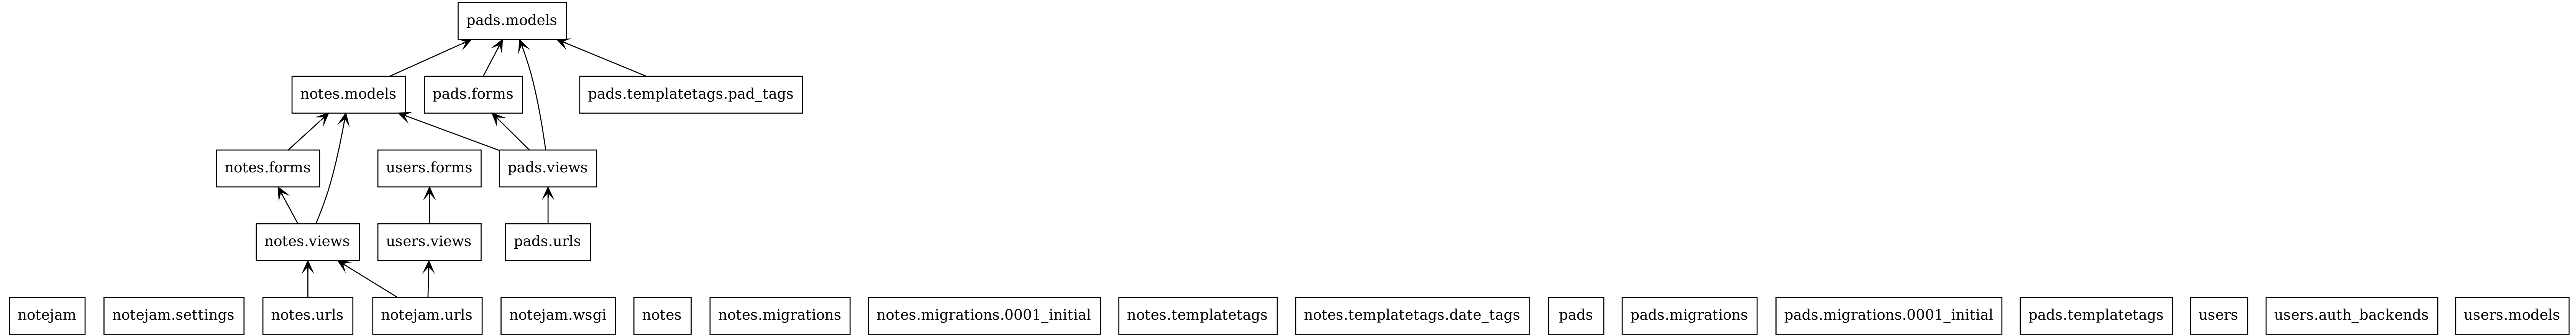 pads.models
notes.models
pads.forms
pads.templatetags.pad_tags
notes.forms
users.forms
pads.views
notes.views
users.views
pads.urls
notejam
notejam.settings
notes.urls
notejam.urls
notejam.wsgi
notes
notes.migrations
notes.migrations.0001_initial
notes.templatetags
notes.templatetags.date_tags
pads
pads.migrations
pads.migrations.0001_initial
pads.templatetags
users
users.auth_backends
users.models